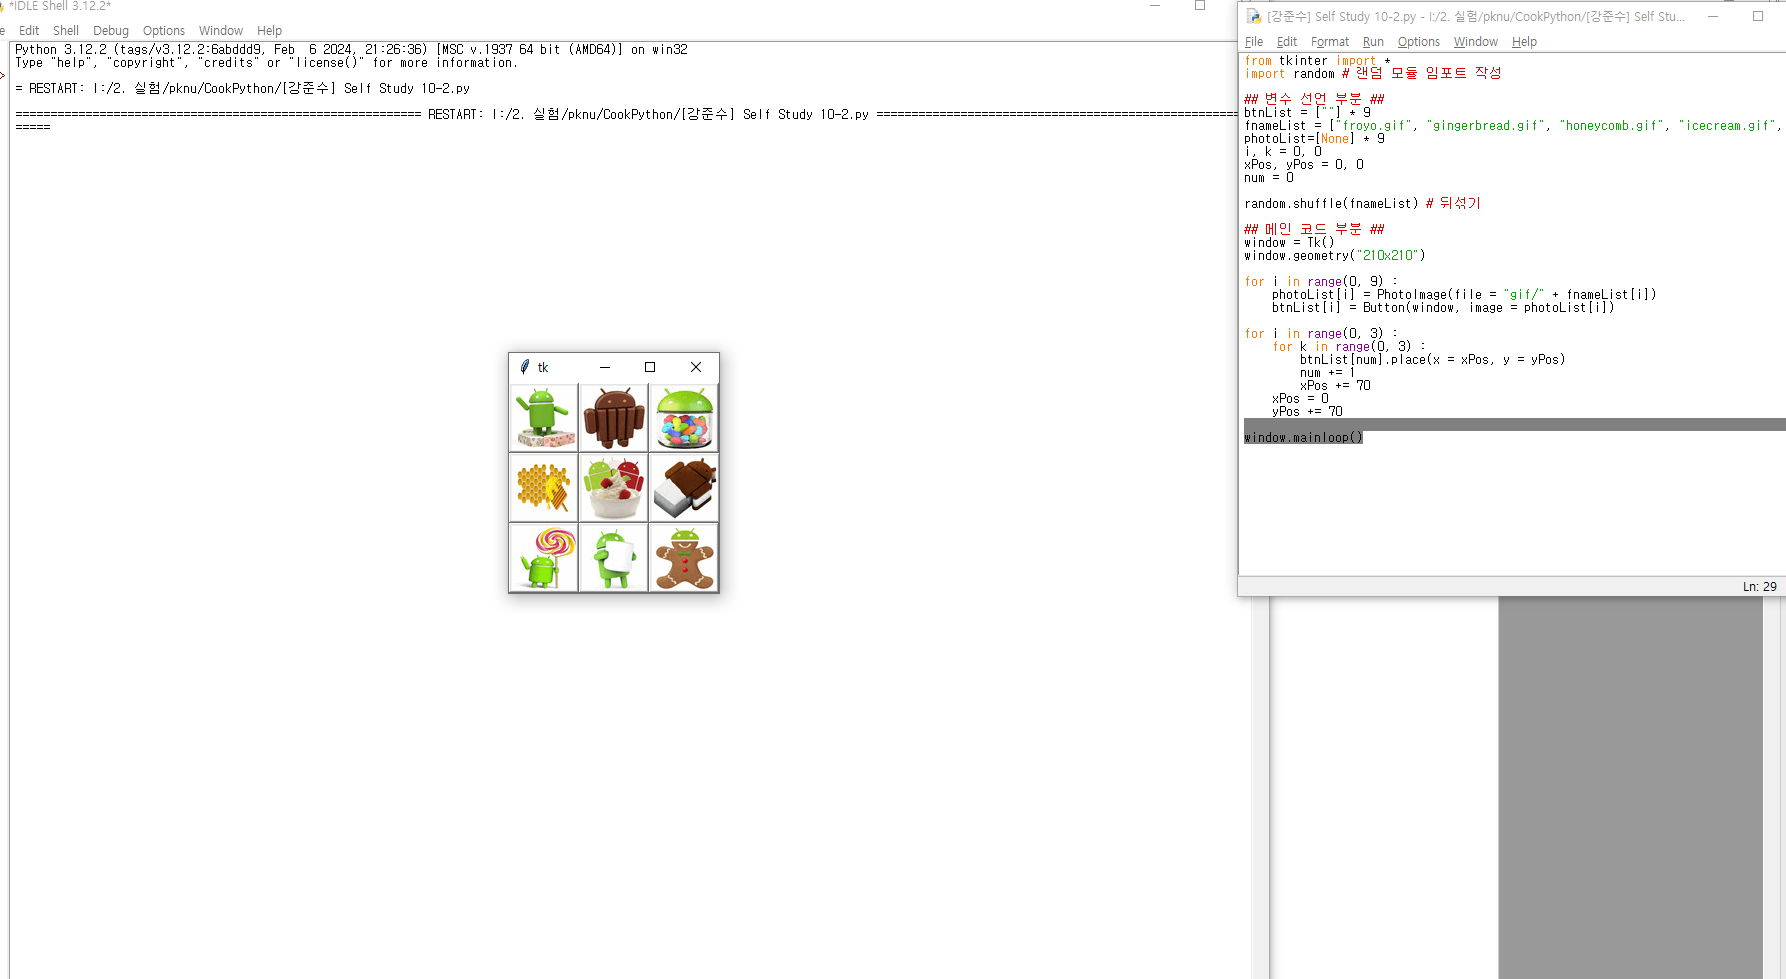 *IDLE Shell 3.12.2*
Edit Shell Debug Options Window Help
Python 3.12.2 (tags/v3.12.2:6abddd9, Feb  6 2024, 21:26:36) [MSC v.1937 64 bit (AMD64)] on win32
Type "help", "copyright", "credits" or "license()" for more information.
= RESTART: I:/2. 실험/pknu/CookPython/[강준수] Self Study 10-2.py
========================================================== RESTART: I:/2. 실험/pknu/CookPython/[강준수] Self Study 10-2.py ====================================================
=====
tk
[강준수] Self Study 10-2.py - I:/2. 실험/pknu/CookPython/[강준수] Self Stu...
File Edit Format Run Options Window Help
from tkinter import *
import random # 랜덤 모듈 임포트 작성
## 변수 선언 부분 ##
btnList = [""] * 9
fnameList = ["froyo.gif", "gingerbread.gif", "honeycomb.gif", "icecream.gif",
photoList=[None] * 9
i, k = 0, 0
xPos, yPos = 0, 0
num = 0
random.shuffle(fnameList) # 뒤섞기
## 메인 코드 부분 ##
window = Tk()
window.geometry("210x210")
for i in range(0, 9) :
    photoList[i] = PhotoImage(file = "gif/" + fnameList[i])
    btnList[i] = Button(window, image = photoList[i])
for i in range(0, 3) :
    for k in range(0, 3) :
        btnList[num].place(x = xPos, y = yPos)
        num += 1
        xPos += 70
    xPos = 0
    yPos += 70
window.mainloop()
Ln: 29